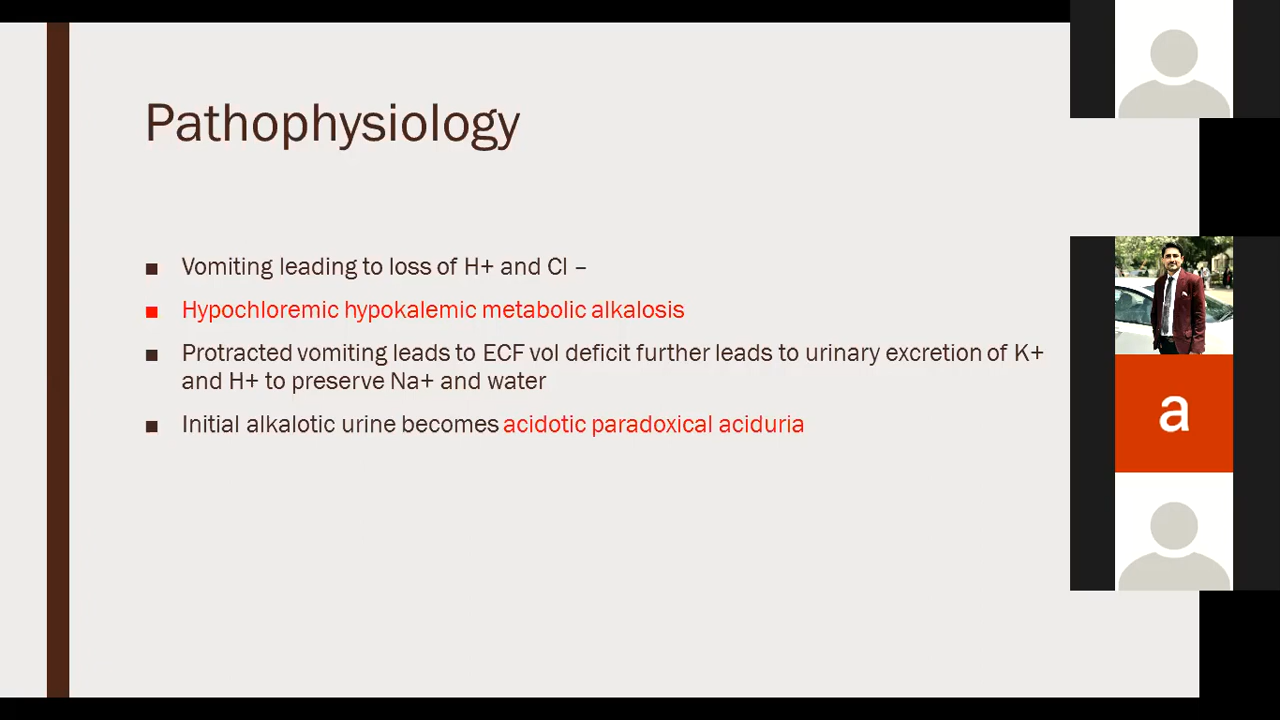 Pathophysiology
■ Vomiting leading to loss of H+ and Cl –
■ Hypochloremic hypokalemic metabolic alkalosis
■ Protracted vomiting leads to ECF vol deficit further leads to urinary excretion of K+
and H+ to preserve Na+ and water
■ Initial alkalotic urine becomes acidotic paradoxical aciduria
a